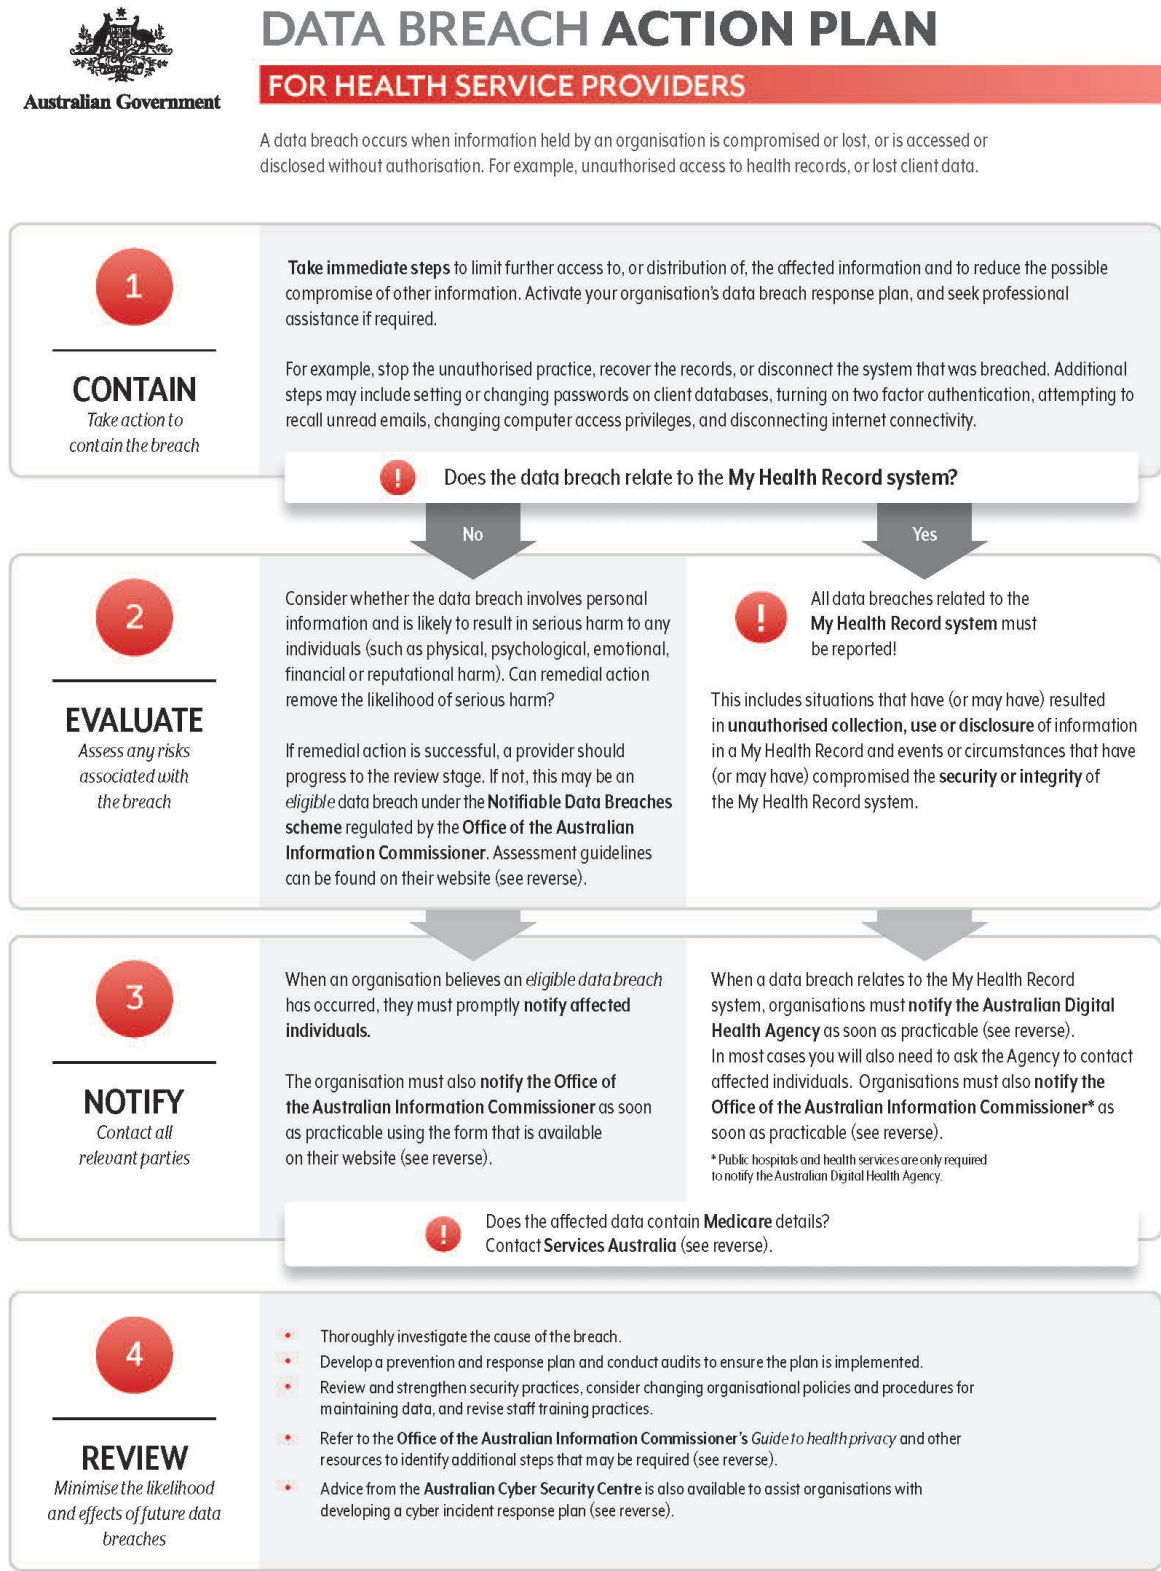 DATA BREACH ACTION PLAN
Australian Government
FOR HEALTH SERVICE PROVIDERS
A data breach occurs when information held by an organisation is compromised or lost, or is accessed or
disclosed without authorisation. For example, unauthorised access to health records, or lost client data.
1
CONTAIN
Take action to
contain the breach
Take immediate steps to limit further access to, or distribution of, the affected information and to reduce the possible
compromise of other information. Activate your organisation's data breach response plan, and seek professional
assistance if required.
For example, stop the unauthorised practice, recover the records, or disconnect the system that was breached. Additional
steps may include setting or changing passwords on client databases, turning on two factor authentication, attempting to
recall unread emails, changing computer access privileges, and disconnecting internet connectivity.
! Does the data breach relate to the My Health Record system?
No
Yes
2
EVALUATE
Assess any risks
associated with
the breach
Consider whether the data breach involves personal
information and is likely to result in serious harm to any
individuals (such as physical, psychological, emotional,
financial or reputational harm). Can remedial action
remove the likelihood of serious harm?
If remedial action is successful, a provider should
progress to the review stage. If not, this may be an
eligible data breach under the Notifiable Data Breaches
scheme regulated by the Office of the Australian
Information Commissioner. Assessment guidelines
can be found on their website (see reverse).
!
All data breaches related to the
My Health Record system must
be reported!
This includes situations that have (or may have) resulted
in unauthorised collection, use or disclosure of information
in a My Health Record and events or circumstances that have
(or may have) compromised the security or integrity of
the My Health Record system.
3
NOTIFY
Contact all
relevant parties
When an organisation believes an eligible data breach
has occurred, they must promptly notify affected
individuals.
The organisation must also notify the Office of
the Australian Information Commissioner as soon
as practicable using the form that is available
on their website (see reverse).
When a data breach relates to the My Health Record
system, organisations must notify the Australian Digital
Health Agency as soon as practicable (see reverse).
In most cases you will also need to ask the Agency to contact
affected individuals. Organisations must also notify the
Office of the Australian Information Commissioner* as
soon as practicable (see reverse).
* Public hospitals and health services are only required
to notify the Australian Digital Health Agency.
!
Does the affected data contain Medicare details?
Contact Services Australia (see reverse).
4
REVIEW
Minimise the likelihood
and effects of future data
breaches
• Thoroughly investigate the cause of the breach.
• Develop a prevention and response plan and conduct audits to ensure the plan is implemented.
• Review and strengthen security practices, consider changing organisational policies and procedures for
maintaining data, and revise staff training practices.
• Refer to the Office of the Australian Information Commissioner's Guide to health privacy and other
resources to identify additional steps that may be required (see reverse).
• Advice from the Australian Cyber Security Centre is also available to assist organisations with
developing a cyber incident response plan (see reverse).